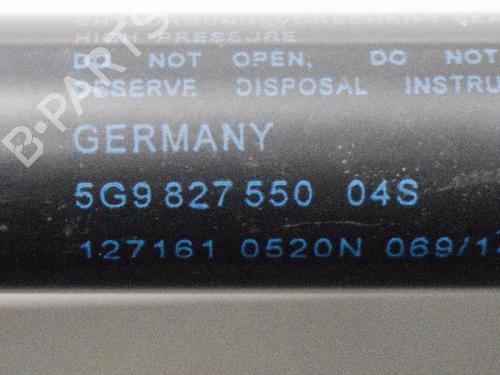 HIGH PRESSURE
DO NOT OPEN, DO NOT
OESERVE DISPOSAL INSTRU
GERMANY
5G9 827 550 04S
127161 0520N 069/1
B-PARTS